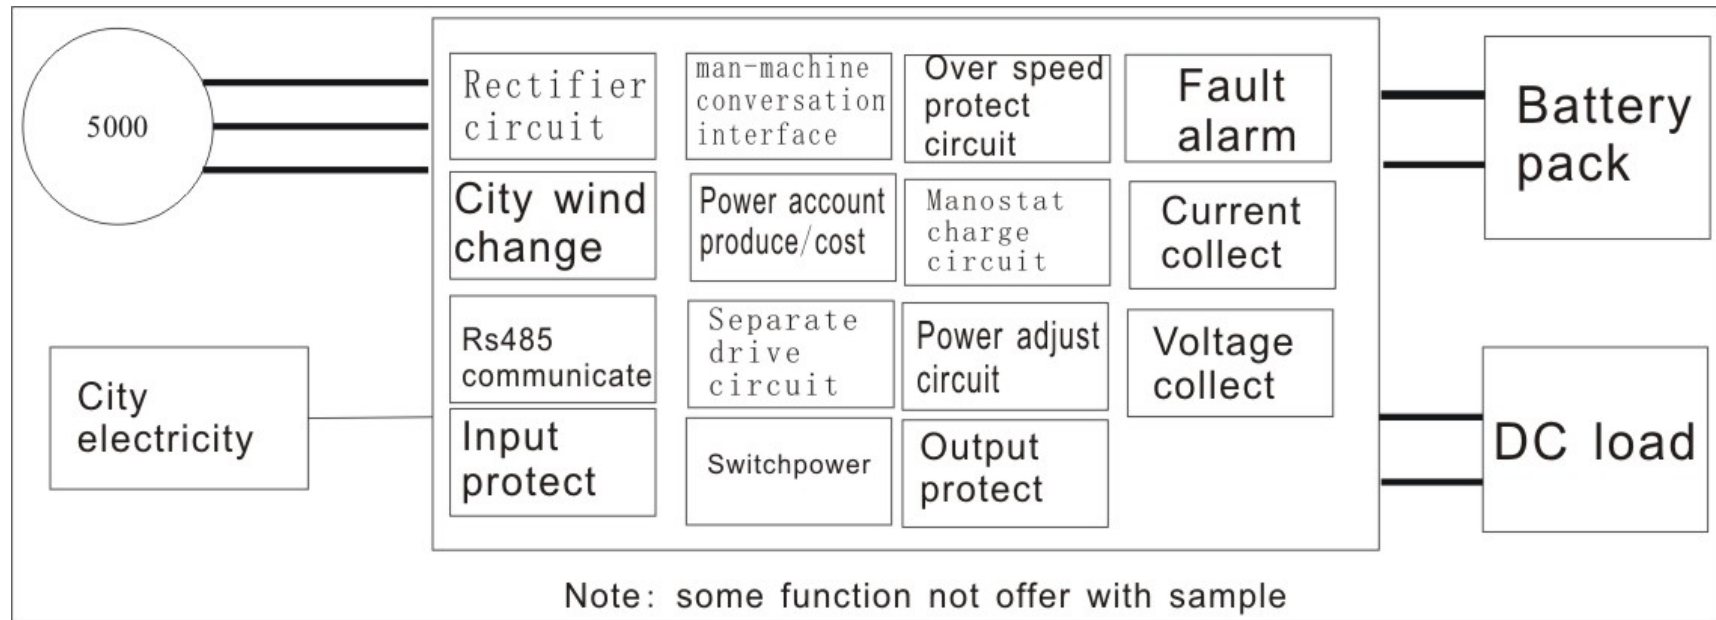 5000
City
electricity
Rectifier
circuit
man-machine
conversation
interface
Over speed
protect
circuit
Fault
alarm
City wind
change
Power account
produce/cost
Manostat
charge
circuit
Current
collect
Rs485
communicate
Separate
drive
circuit
Power adjust
circuit
Voltage
collect
Input
protect
Switchpower
Output
protect
Battery
pack
DC load
Note: some function not offer with sample